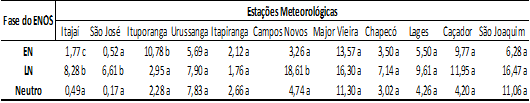 Fase do ENOS Estações Meteorológicas
Itajaí São José Ituporanga Urussanga Itapiranga Campos Novos Major Vieira Chapecó Lages Caçador São Joaquim
EN 1,77 c 0,52 a 10,78 b 5,69 a 2,12 a 3,26 a 13,57 a 3,50 a 5,50 a 9,77 a 6,28 a
LN 8,28 b 6,61 b 2,95 a 7,90 a 1,76 a 18,61 b 16,30 a 7,14 a 9,61 a 11,95 a 16,47 a
Neutro 0,49 a 0,17 a 2,28 a 7,83 a 2,66 a 4,74 a 11,30 a 3,02 a 4,26 a 4,20 a 11,06 a